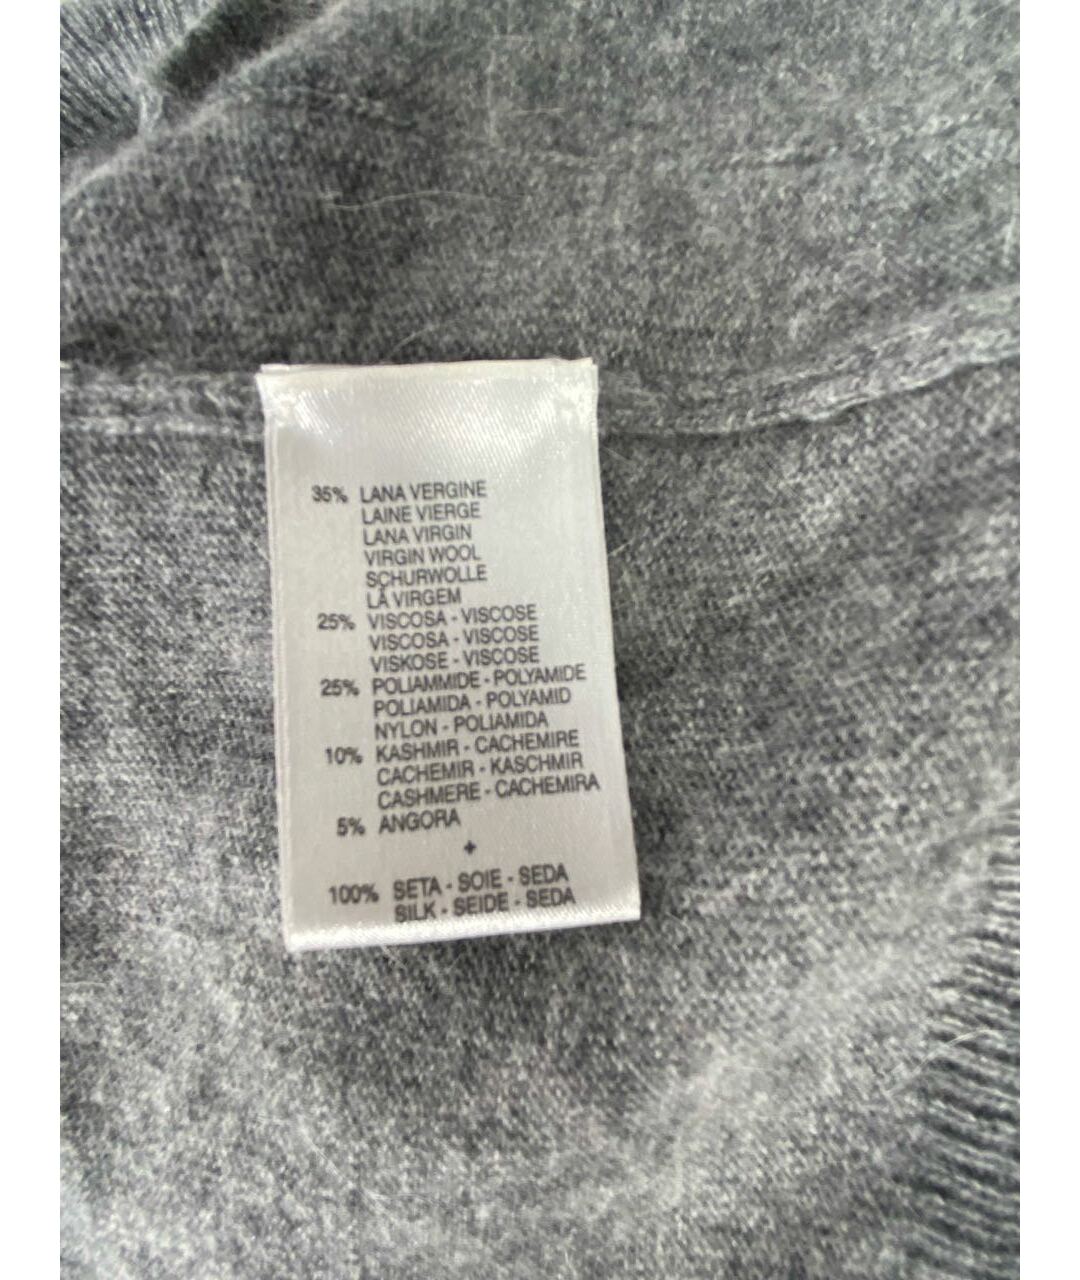 35% LANA VERGINE
LAINE VIERGE
LANA VIRGIN
VIRGIN WOOL
SCHURWOLLE
LÃ VIRGEM
25% VISCOSA - VISCOSE
VISCOSA - VISCOSE
VISKOSE - VISCOSE
25% POLIAMMIDE - POLYAMIDE
POLIAMIDA - POLYAMID
NYLON - POLIAMIDA
10% KASHMIR - CACHEMIRE
CACHEMIR - KASCHMIR
CASHMERE - CACHEMIRA
5% ANGORA
+
100% SETA - SOIE - SEDA
SILK - SEIDE - SEDA